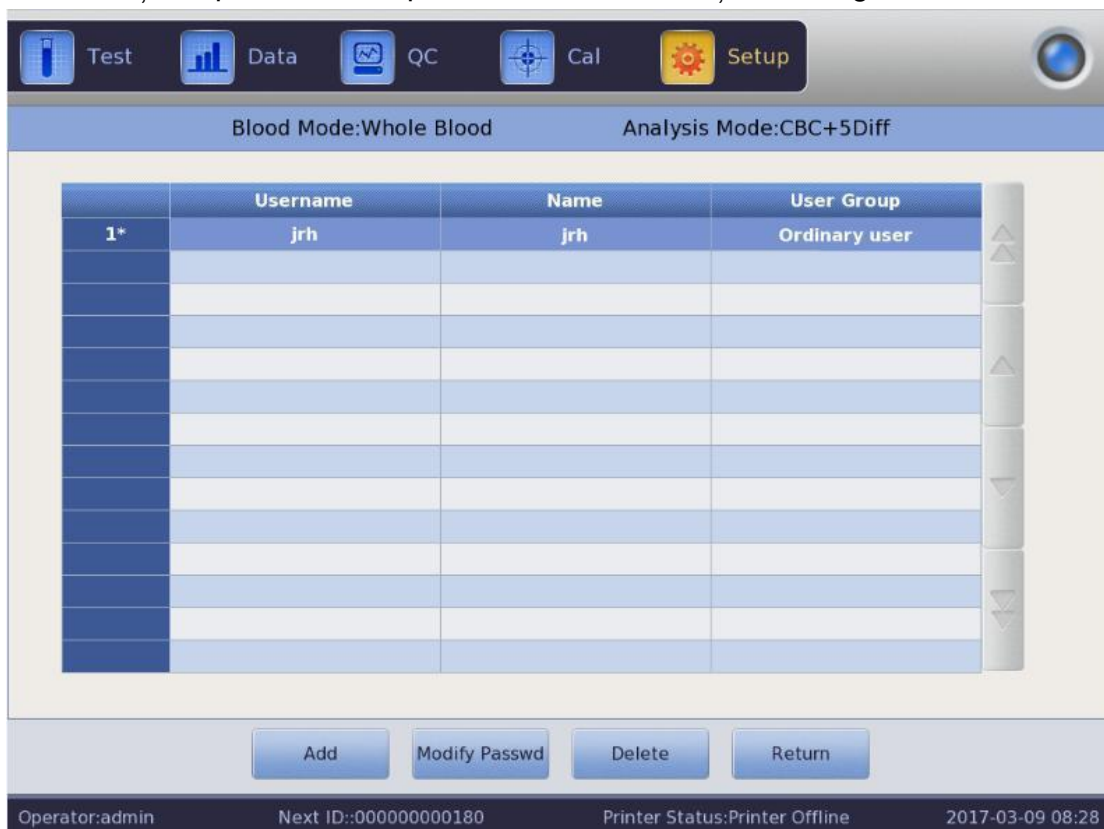 Test Data QC Cal Setup
Blood Mode:Whole Blood Analysis Mode:CBC+5Diff
Username Name User Group
1* jrh jrh Ordinary user
Add Modify Passwd Delete Return
Operator:admin Next ID::000000000180 Printer Status:Printer Offline 2017-03-09 08:28